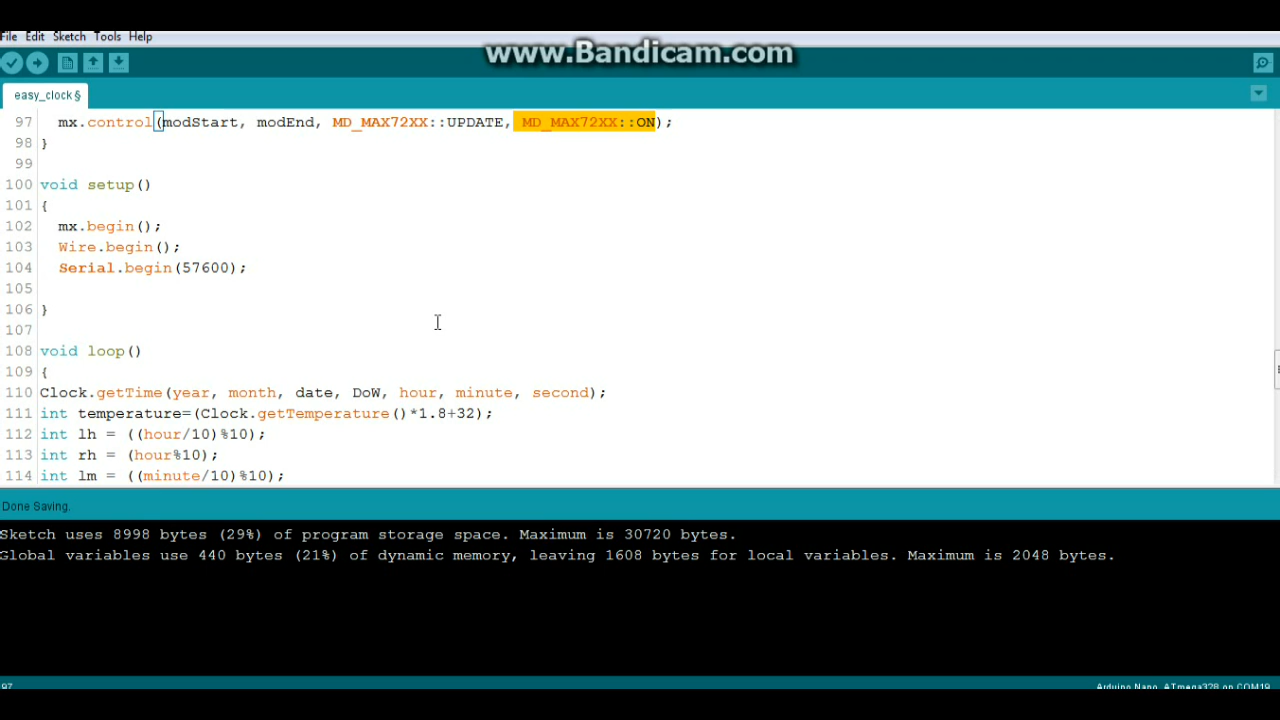 www.Bandicam.com
File Edit Sketch Tools Help
easy_clock§
97 mx.control(modStart, modEnd, MD_MAX72XX::UPDATE, MD_MAX72XX::ON);
98 }
99
100 void setup()
101 {
102 mx.begin();
103 Wire.begin();
104 Serial.begin(57600);
105
106 }
107
108 void loop()
109 {
110 Clock.getTime(year, month, date, DoW, hour, minute, second);
111 int temperature=(Clock.getTemperature()*1.8+32);
112 int lh = ((hour/10)%10);
113 int rh = (hour%10);
114 int lm = ((minute/10)%10);
Done Saving.
Sketch uses 8998 bytes (29%) of program storage space. Maximum is 30720 bytes.
Global variables use 440 bytes (21%) of dynamic memory, leaving 1608 bytes for local variables. Maximum is 2048 bytes.
97 Arduino Nano, ATmega328 on COM19